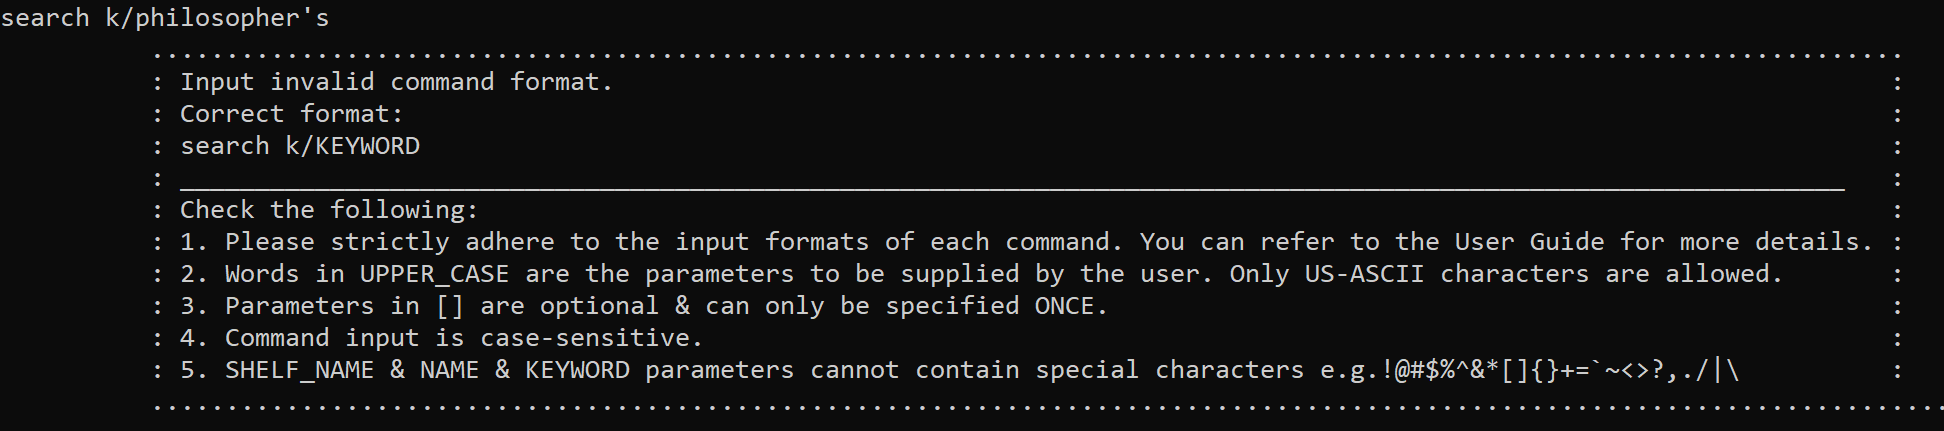 search k/philosopher's
.....................................................................................................................
: Input invalid command format. :
: Correct format: :
: search k/KEYWORD :
: _______________________________________________________________________________________________________________ :
: Check the following: :
: 1. Please strictly adhere to the input formats of each command. You can refer to the User Guide for more details. :
: 2. Words in UPPER_CASE are the parameters to be supplied by the user. Only US-ASCII characters are allowed. :
: 3. Parameters in [] are optional & can only be specified ONCE. :
: 4. Command input is case-sensitive. :
: 5. SHELF_NAME & NAME & KEYWORD parameters cannot contain special characters e.g.!@#$%^&*[]{}+=`~<>?,./|\ :
........................................................................................................................